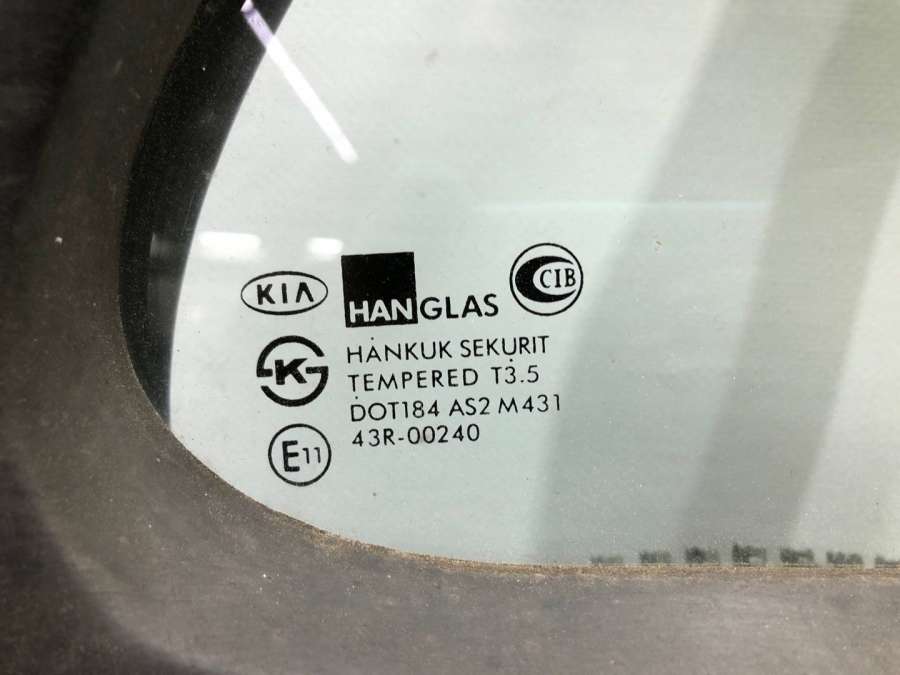 KIA HANGLAS CIB
K HANKUK SEKURIT
TEMPERED T3.5
DOT184 AS2 M431
E11 43R-00240